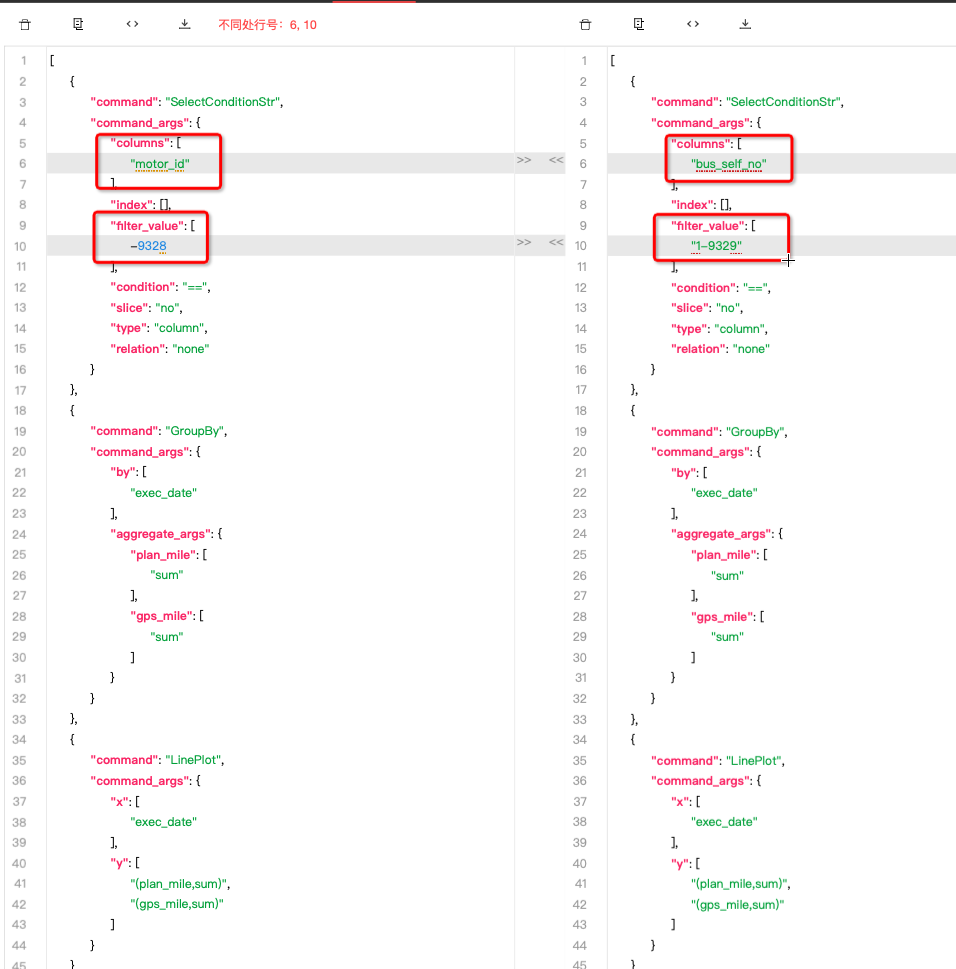 不同处行号: 6, 10
1 [
2 {
3 "command": "SelectConditionStr",
4 "command_args": {
5 "columns": [
6 "motor_id"
7 ],
8 "index": [],
9 "filter_value": [
10 -9328
11 ],
12 "condition": "==",
13 "slice": "no",
14 "type": "column",
15 "relation": "none"
16 }
17 },
18 {
19 "command": "GroupBy",
20 "command_args": {
21 "by": [
22 "exec_date"
23 ],
24 "aggregate_args": {
25 "plan_mile": [
26 "sum"
27 ],
28 "gps_mile": [
29 "sum"
30 ]
31 }
32 }
33 },
34 {
35 "command": "LinePlot",
36 "command_args": {
37 "x": [
38 "exec_date"
39 ],
40 "y": [
41 "(plan_mile,sum)",
42 "(gps_mile,sum)"
43 ]
44 }
45 }
>> <<
>> <<
1 [
2 {
3 "command": "SelectConditionStr",
4 "command_args": {
5 "columns": [
6 "bus_self_no"
7 ],
8 "index": [],
9 "filter_value": [
10 "1-9329"
11 ],
12 "condition": "==",
13 "slice": "no",
14 "type": "column",
15 "relation": "none"
16 }
17 },
18 {
19 "command": "GroupBy",
20 "command_args": {
21 "by": [
22 "exec_date"
23 ],
24 "aggregate_args": {
25 "plan_mile": [
26 "sum"
27 ],
28 "gps_mile": [
29 "sum"
30 ]
31 }
32 }
33 },
34 {
35 "command": "LinePlot",
36 "command_args": {
37 "x": [
38 "exec_date"
39 ],
40 "y": [
41 "(plan_mile,sum)",
42 "(gps_mile,sum)"
43 ]
44 }
45 }